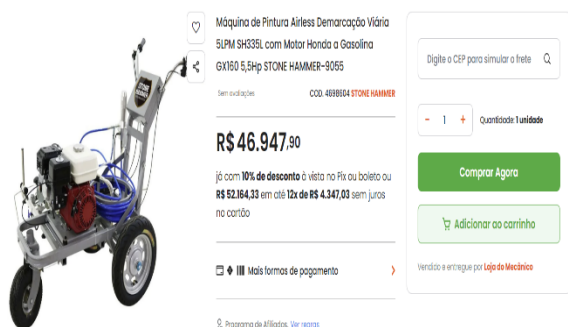 Máquina de Pintura Airless Demarcação Viária
5LPM SH335L com Motor Honda a Gasolina
GX160 5,5Hp STONE HAMMER-9055
Sem avaliações
COD. 4698604 STONE HAMMER
R$ 46.947,90
já com 10% de desconto à vista no Pix ou boleto ou
R$ 52.164,33 em até 12x de R$ 4.347,03 sem juros
no cartão
Mais formas de pagamento
Programa de Afiliados. Ver regras
Digite o CEP para simular o frete
- 1 +
Quantidade: 1 unidade
Comprar Agora
Adicionar ao carrinho
Vendido e entregue por Loja do Mecânico